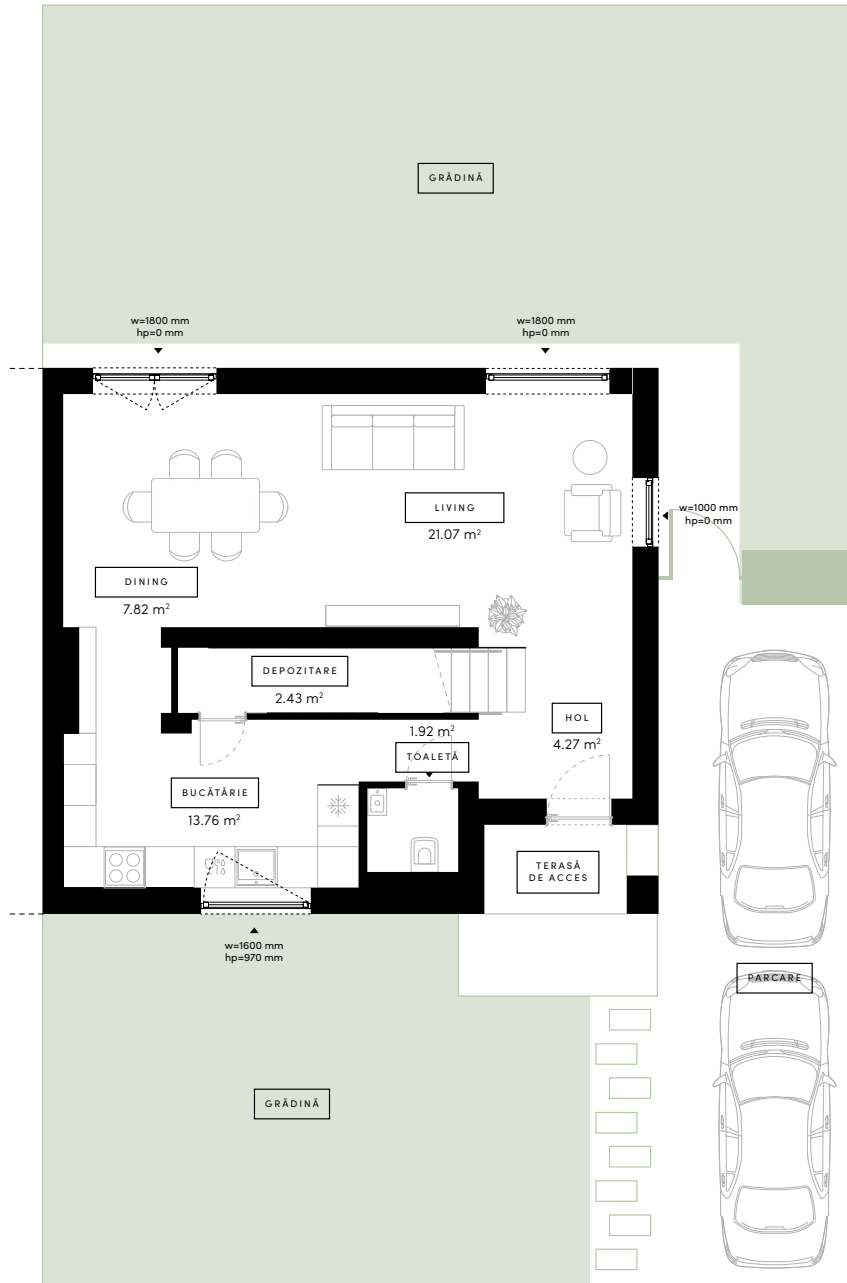 GRĂDINĂ
w=1800 mm
hp=0 mm
w=1800 mm
hp=0 mm
LIVING
21.07 m²
w=1000 mm
hp=0 mm
DINING
7.82 m²
DEPOZITARE
2.43 m²
HOL
4.27 m²
1.92 m²
TOALETĂ
BUCĂTĂRIE
13.76 m²
TERASĂ
DE ACCES
w=1600 mm
hp=970 mm
PARCARE
GRĂDINĂ